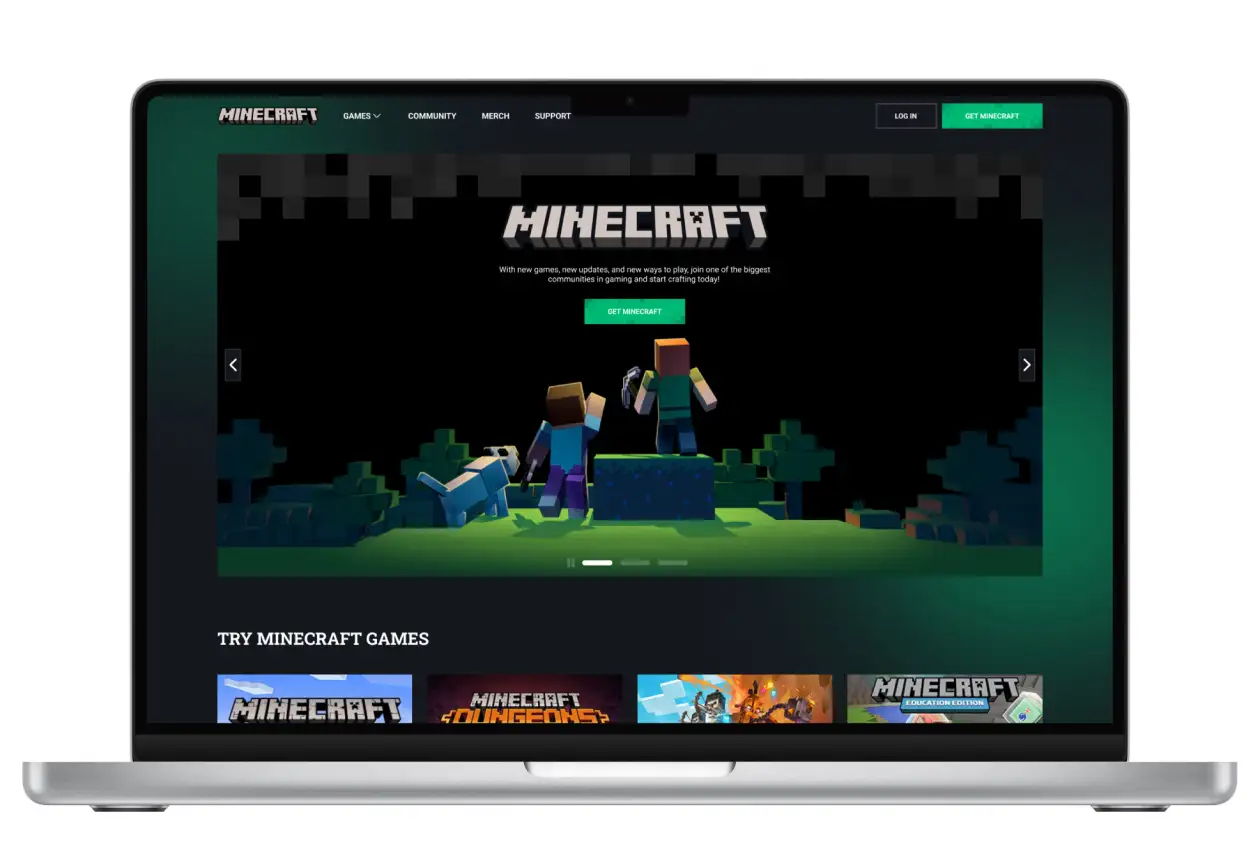 MINECRAFT
GAMES
COMMUNITY
MERCH
SUPPORT
LOG IN
GET MINECRAFT
MINECRAFT
With new games, new updates, and new ways to play, join one of the biggest
communities in gaming and start crafting today!
GET MINECRAFT
TRY MINECRAFT GAMES
MINECRAFT
MINECRAFT
DUNGEONS
MINECRAFT
EDUCATION EDITION